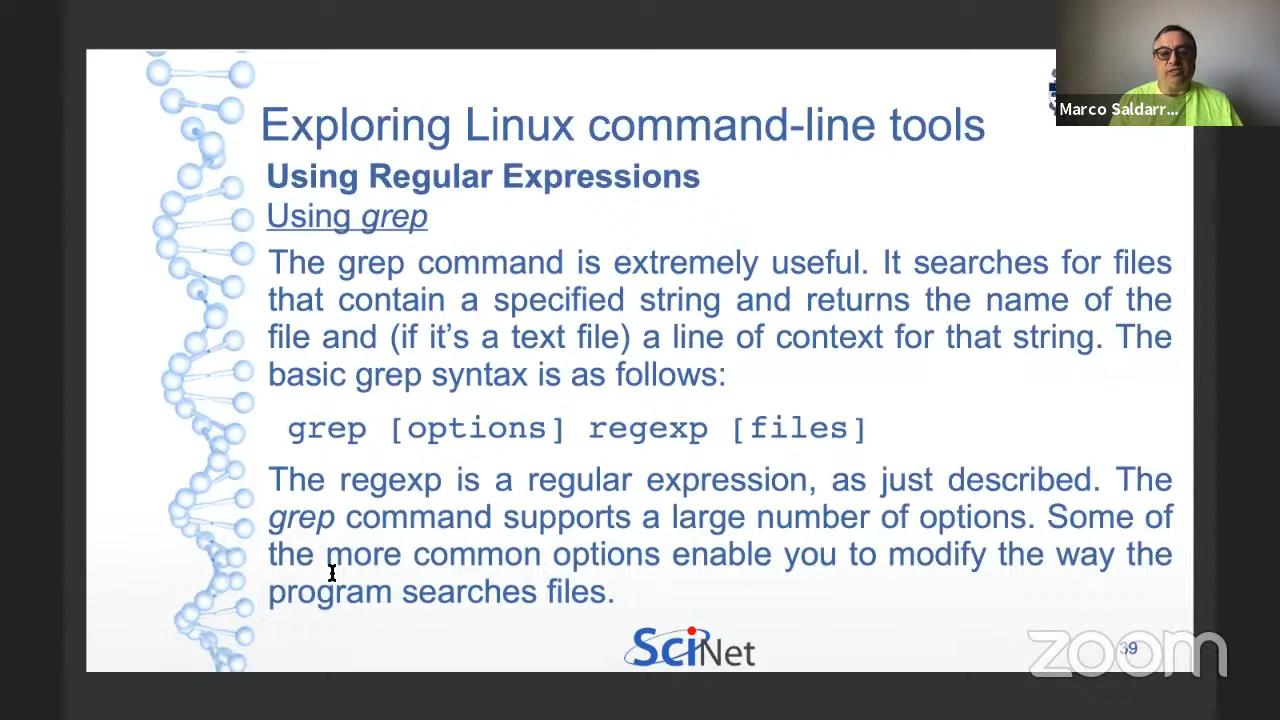 Exploring Linux command-line tools
Marco Saldarr...
Using Regular Expressions
Using grep
The grep command is extremely useful. It searches for files
that contain a specified string and returns the name of the
file and (if it's a text file) a line of context for that string. The
basic grep syntax is as follows:
grep [options] regexp [files]
The regexp is a regular expression, as just described. The
grep command supports a large number of options. Some of
the more common options enable you to modify the way the
program searches files.
SciNet
zoom
39